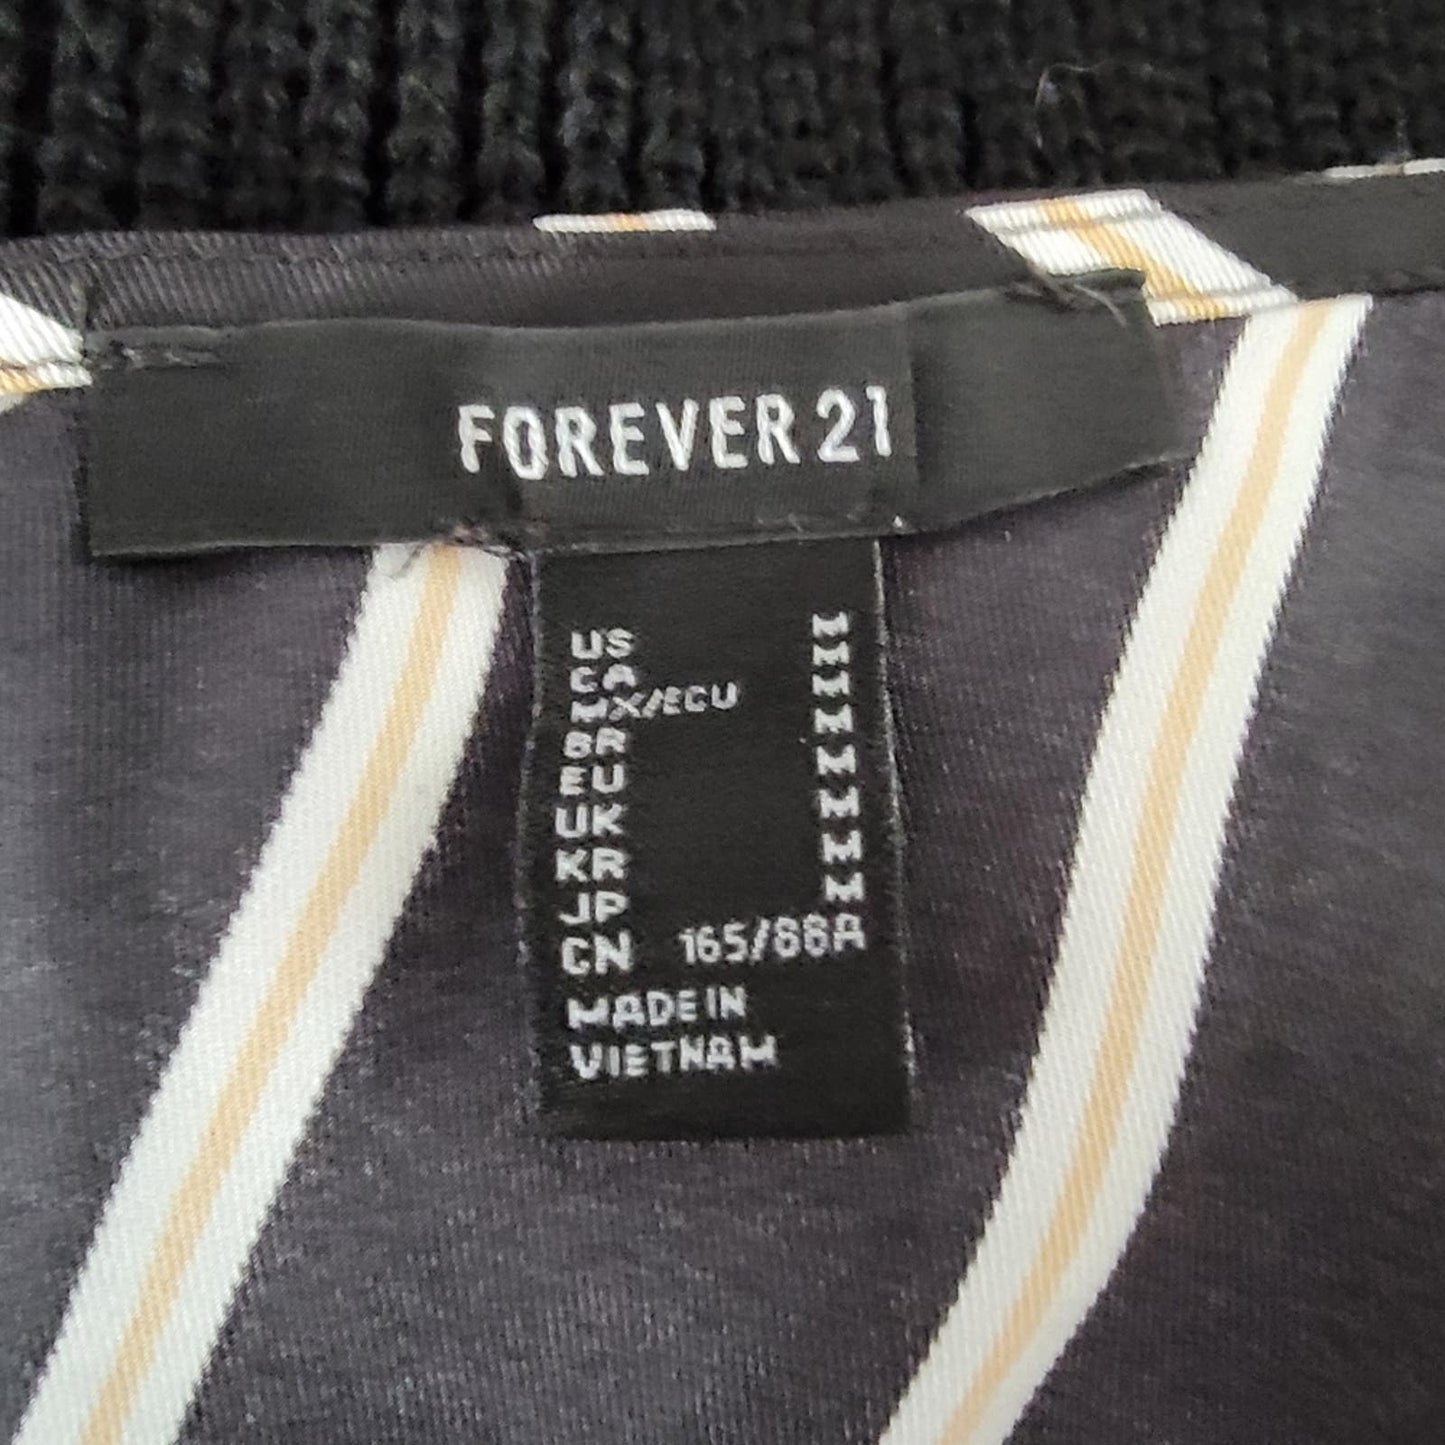 FOREVER 21
US M
CA M
MX/ECU M
BR M
EU M
UK M
KR M
JP M
CN 165/88A
MADE IN
VIETNAM